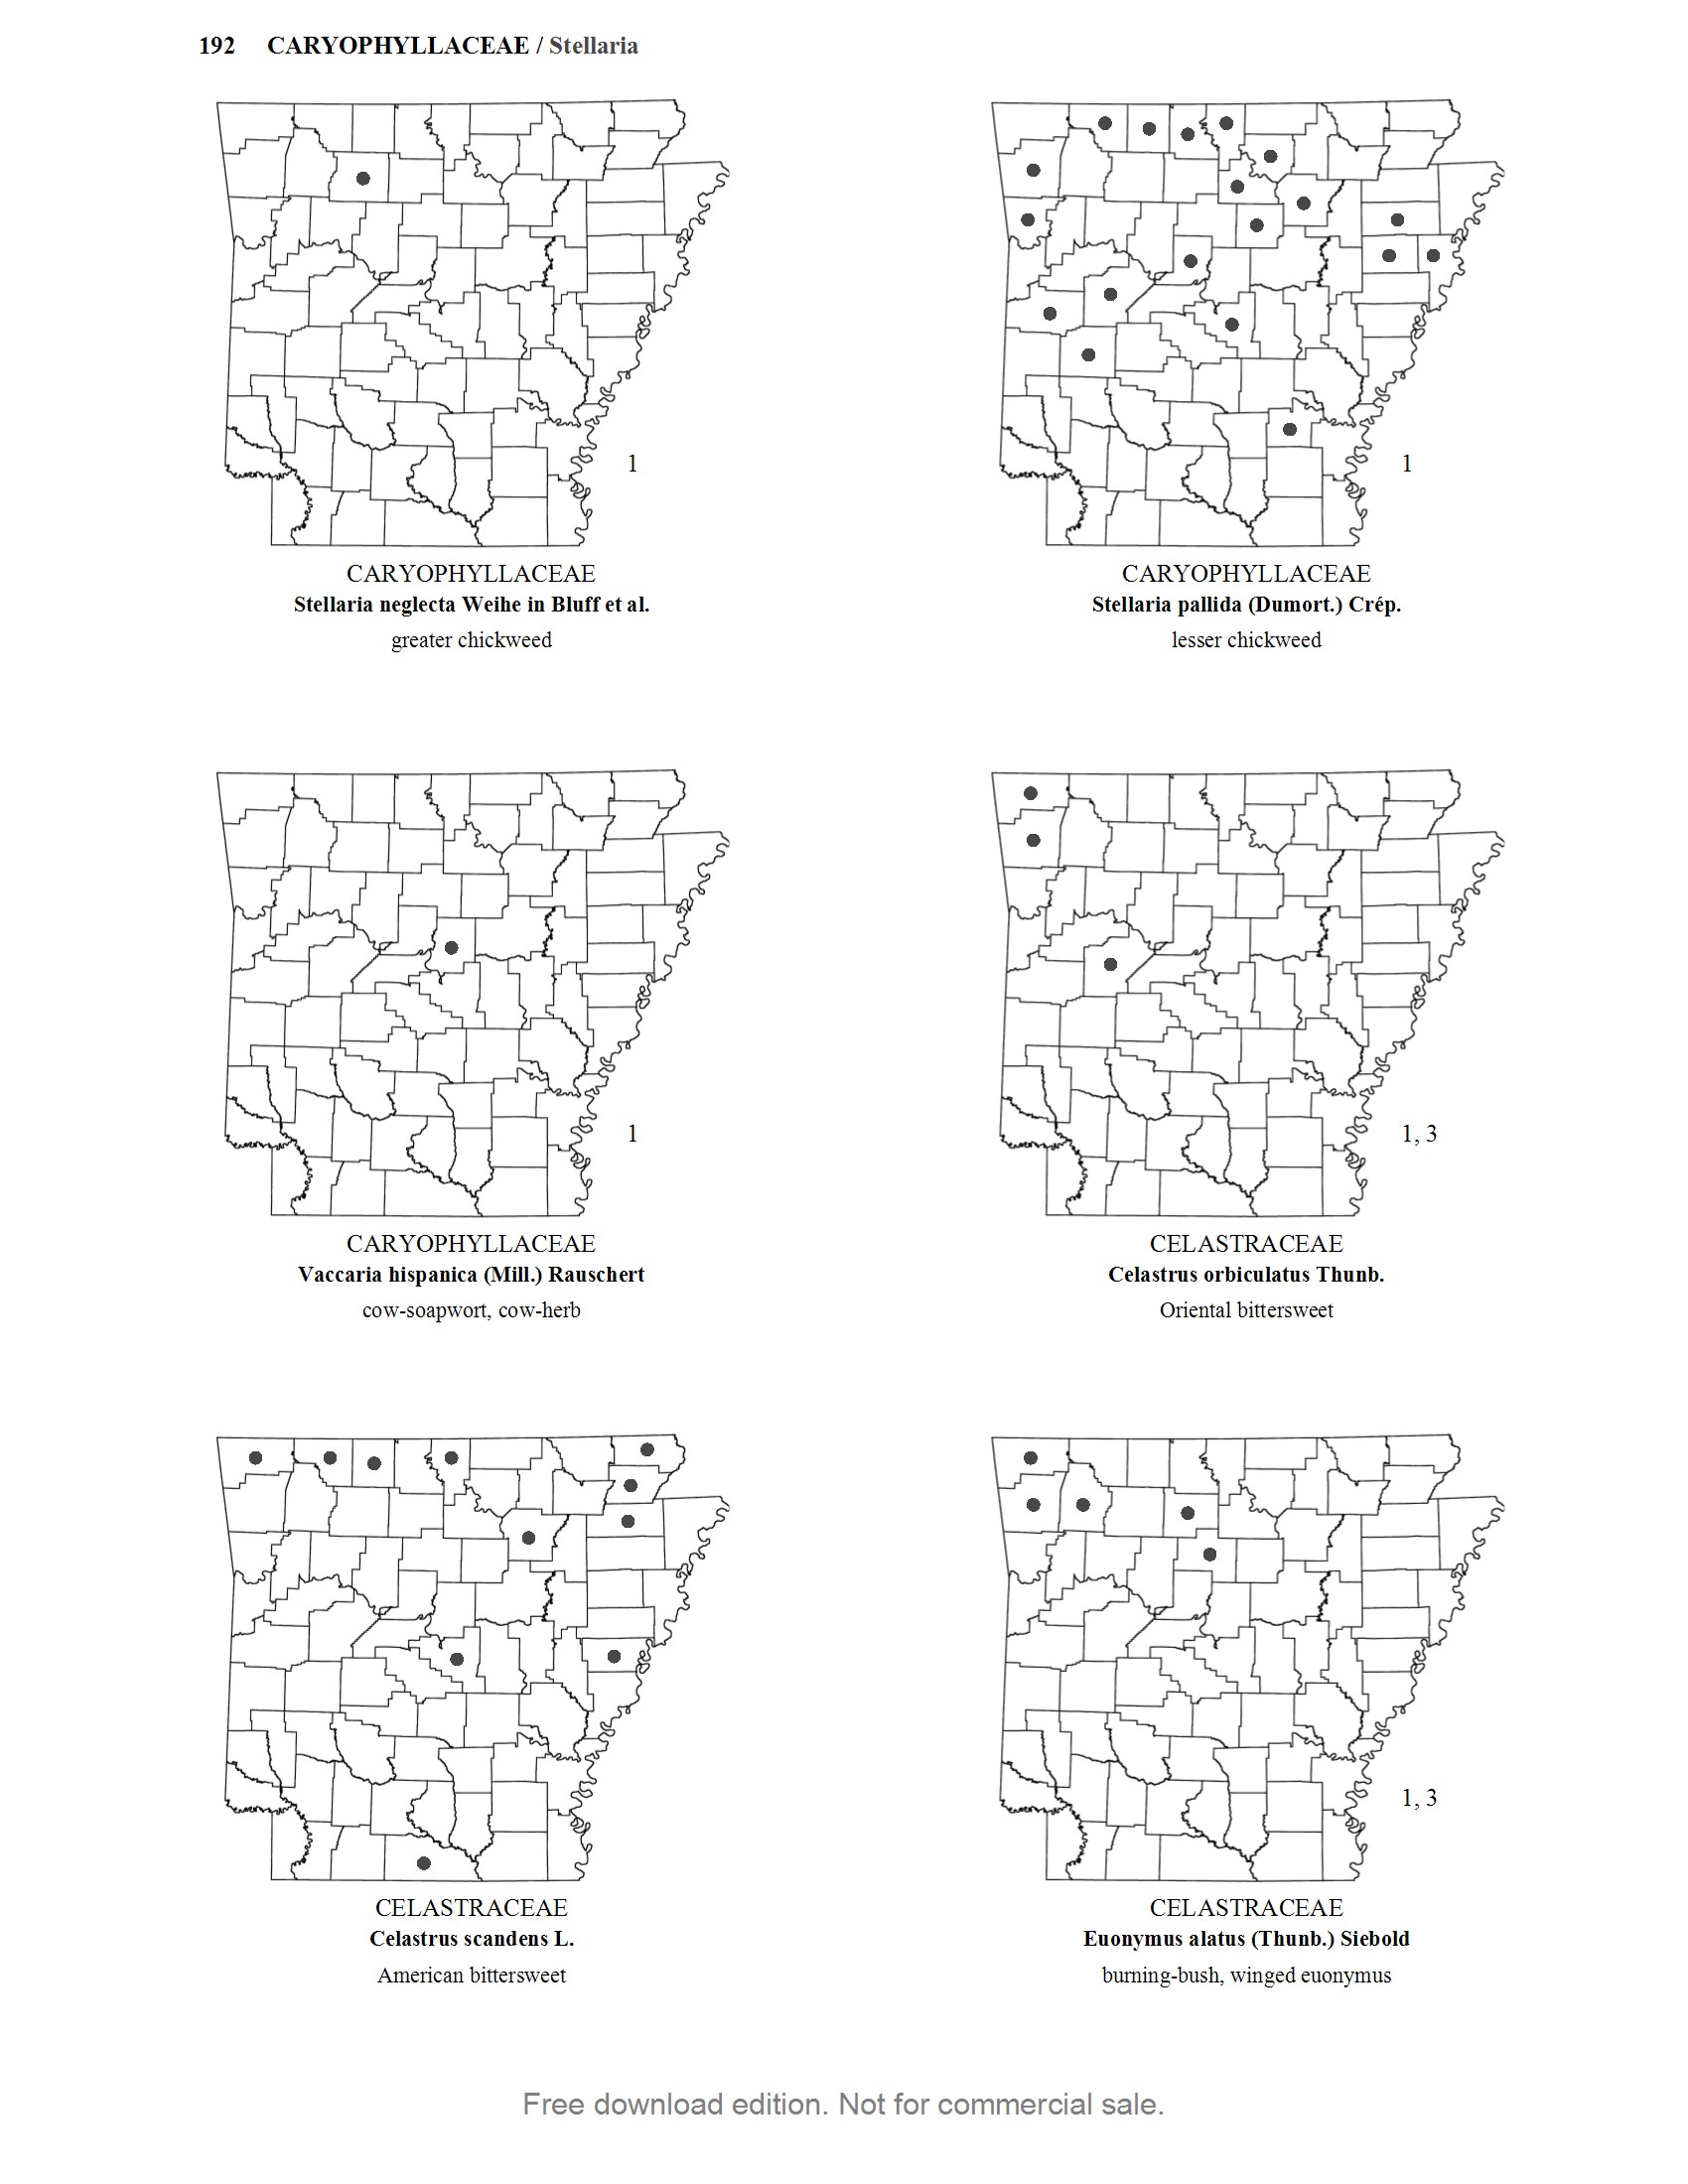 192 CARYOPHYLLACEAE / Stellaria
1
CARYOPHYLLACEAE
Stellaria neglecta Weihe in Bluff et al.
greater chickweed
1
CARYOPHYLLACEAE
Stellaria pallida (Dumort.) Crép.
lesser chickweed
1
CARYOPHYLLACEAE
Vaccaria hispanica (Mill.) Rauschert
cow-soapwort, cow-herb
1, 3
CELASTRACEAE
Celastrus orbiculatus Thunb.
Oriental bittersweet
CELASTRACEAE
Celastrus scandens L.
American bittersweet
1, 3
CELASTRACEAE
Euonymus alatus (Thunb.) Siebold
burning-bush, winged euonymus
Free download edition. Not for commercial sale.